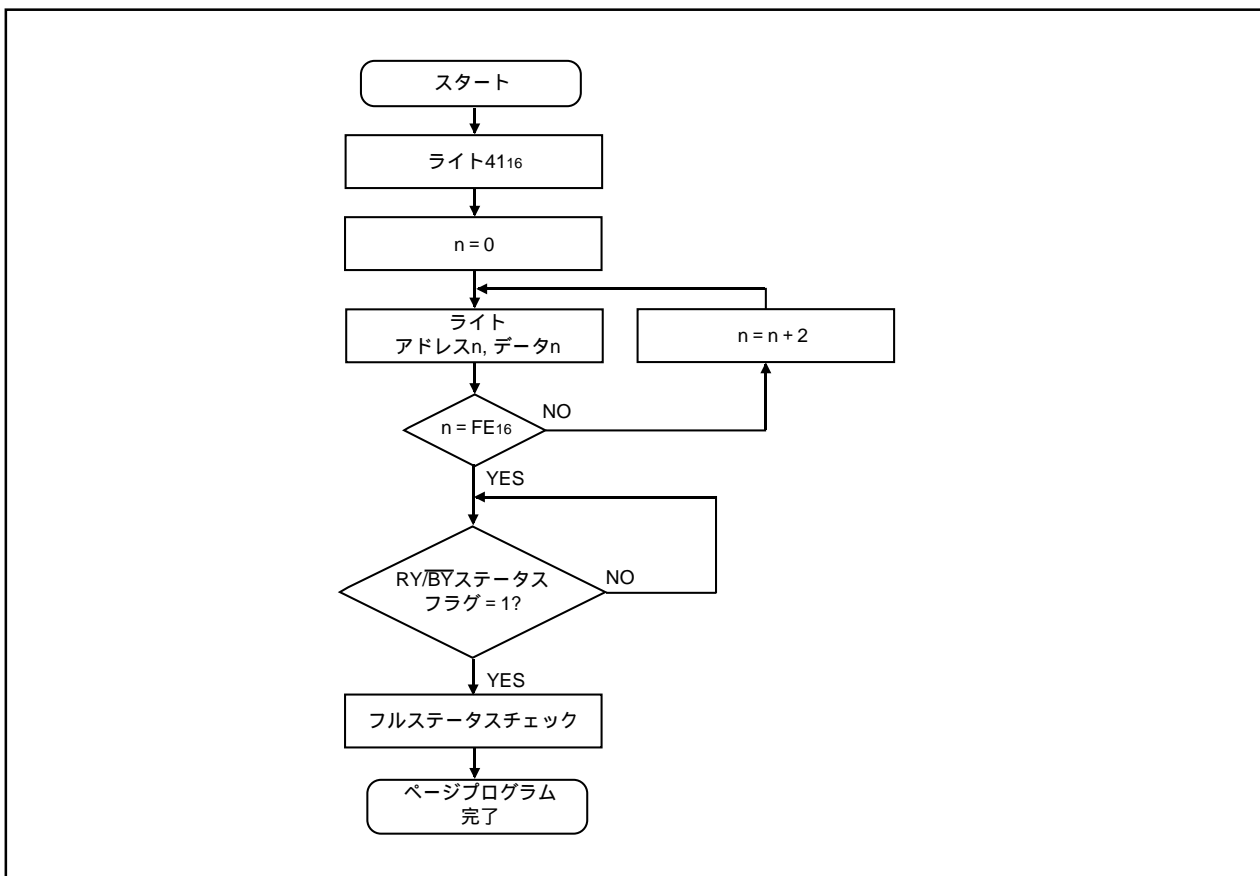 スタート
ライト41₁₆
n = 0
ライト
アドレスn, データn
n = n + 2
n = FE₁₆
NO
YES
RY/B̅Y̅ステータス
フラグ = 1?
NO
YES
フルステータスチェック
ページプログラム
完了